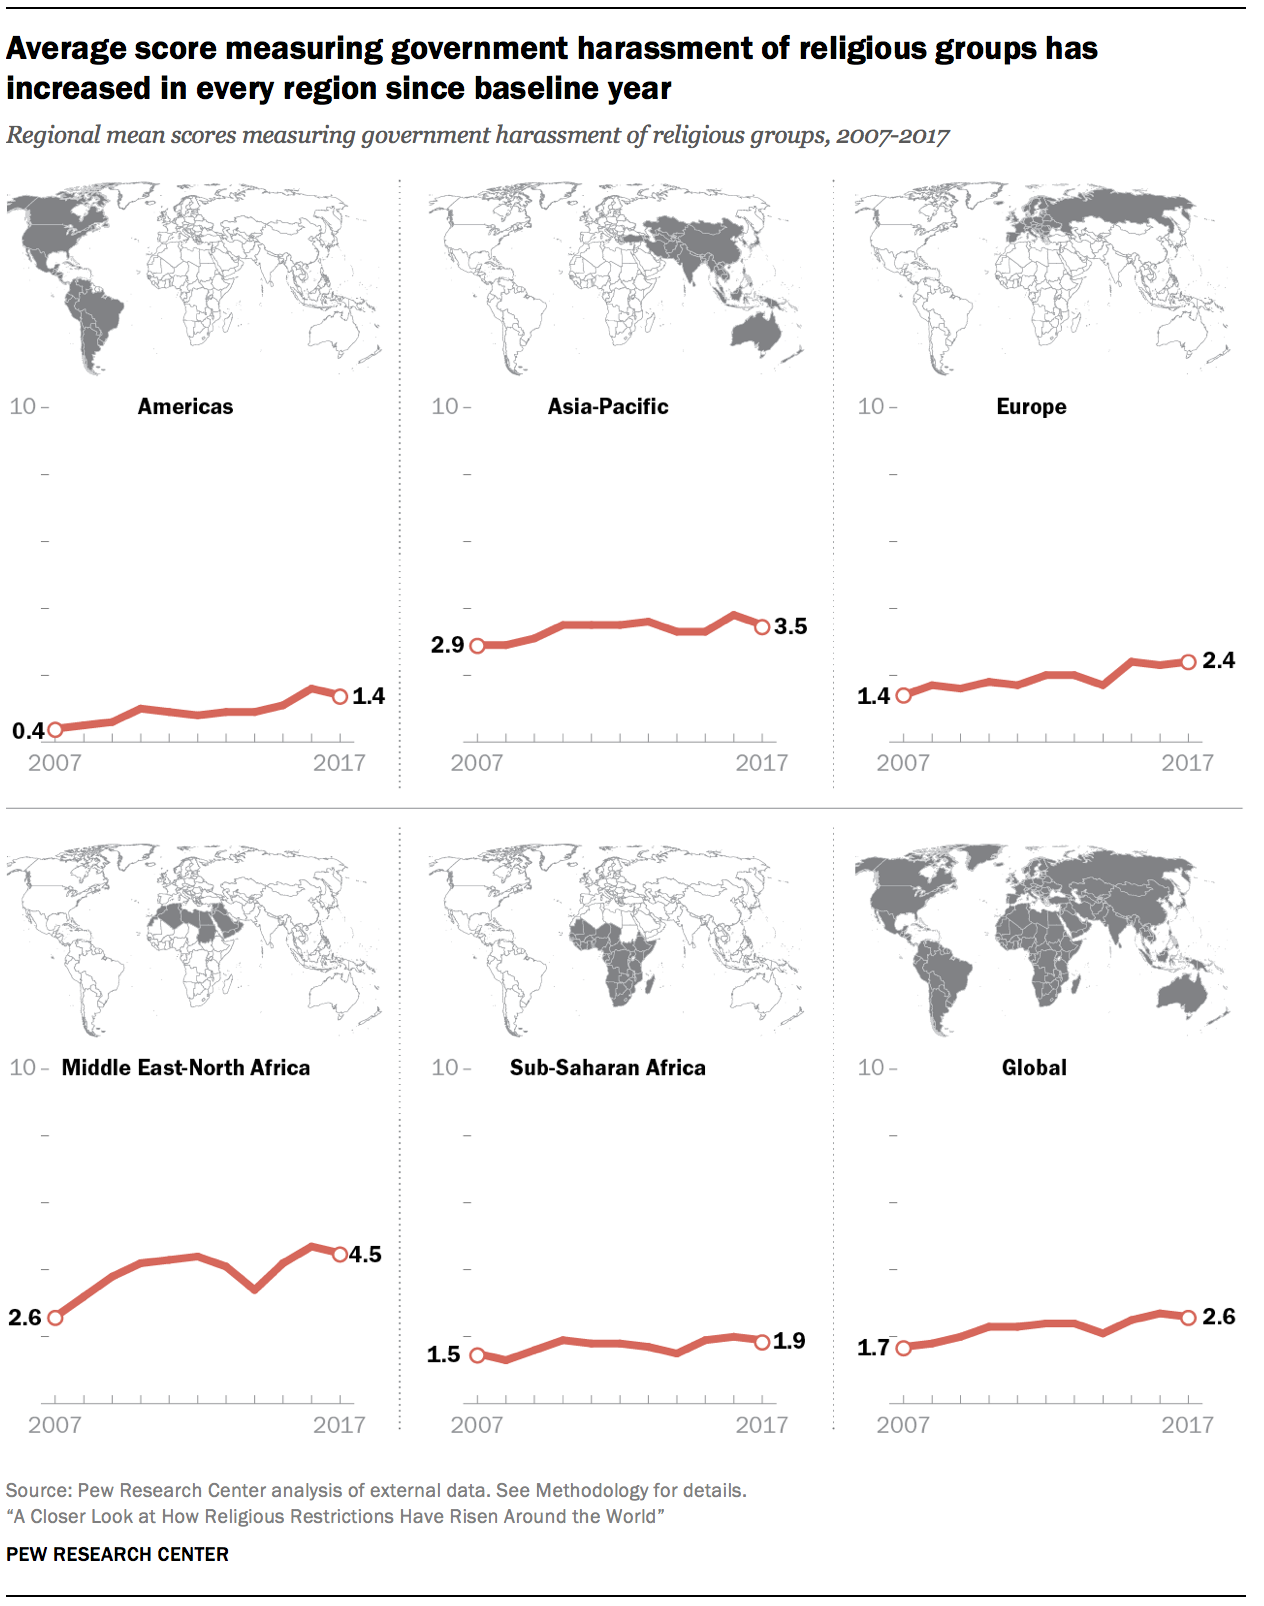 Average score measuring government harassment of religious groups has
increased in every region since baseline year
Regional mean scores measuring government harassment of religious groups, 2007-2017
10
Americas
0.4
1.4
2007
2017
10
Asia-Pacific
2.9
3.5
2007
2017
10
Europe
1.4
2.4
2007
2017
10
Middle East-North Africa
2.6
4.5
2007
2017
10
Sub-Saharan Africa
1.5
1.9
2007
2017
10
Global
1.7
2.6
2007
2017
Source: Pew Research Center analysis of external data. See Methodology for details.
“A Closer Look at How Religious Restrictions Have Risen Around the World”
PEW RESEARCH CENTER